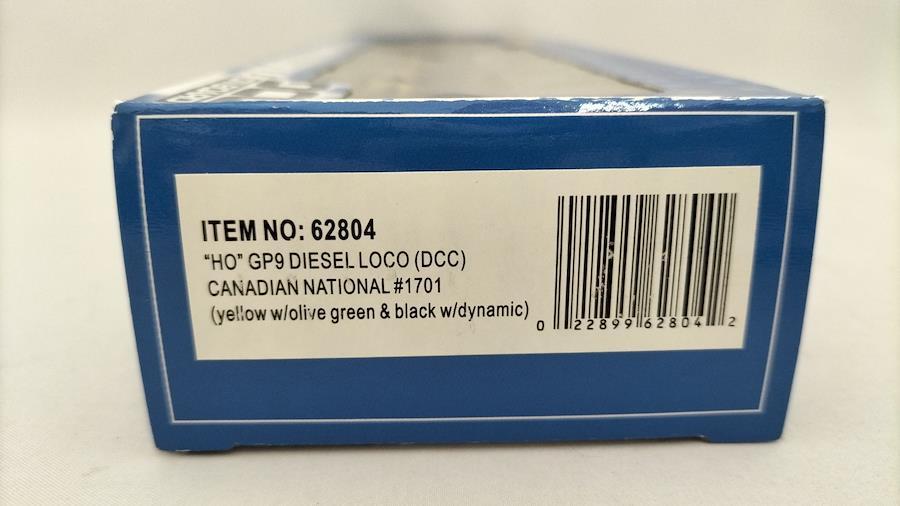 ITEM NO: 62804
"HO" GP9 DIESEL LOCO (DCC)
CANADIAN NATIONAL #1701
(yellow w/olive green & black w/dynamic)
0 22899 62804 2